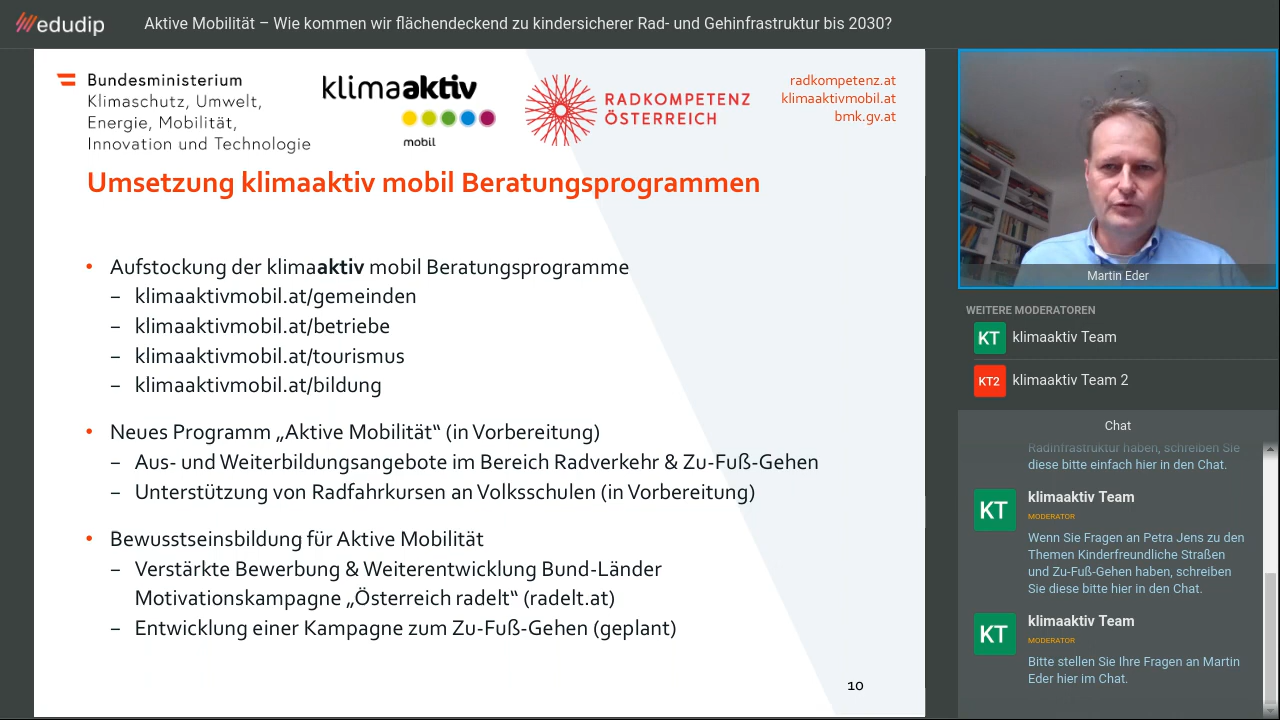 edudip
Aktive Mobilität – Wie kommen wir flächendeckend zu kindersicherer Rad- und Gehinfrastruktur bis 2030?
Bundesministerium
Klimaschutz, Umwelt,
Energie, Mobilität,
Innovation und Technologie
klimaaktiv
mobil
RADKOMPETENZ
ÖSTERREICH
radkompetenz.at
klimaaktivmobil.at
bmk.gv.at
Umsetzung klimaaktiv mobil Beratungsprogrammen
• Aufstockung der klimaaktiv mobil Beratungsprogramme
– klimaaktivmobil.at/gemeinden
– klimaaktivmobil.at/betriebe
– klimaaktivmobil.at/tourismus
– klimaaktivmobil.at/bildung
• Neues Programm „Aktive Mobilität“ (in Vorbereitung)
– Aus- und Weiterbildungsangebote im Bereich Radverkehr & Zu-Fuß-Gehen
– Unterstützung von Radfahrkursen an Volksschulen (in Vorbereitung)
• Bewusstseinsbildung für Aktive Mobilität
– Verstärkte Bewerbung & Weiterentwicklung Bund-Länder
Motivationskampagne „Österreich radelt“ (radelt.at)
– Entwicklung einer Kampagne zum Zu-Fuß-Gehen (geplant)
10
Martin Eder
WEITERE MODERATOREN
KT klimaaktiv Team
KT2 klimaaktiv Team 2
Chat
Radinfrastruktur haben, schreiben Sie
diese bitte einfach hier in den Chat.
KT
klimaaktiv Team
MODERATOR
Wenn Sie Fragen an Petra Jens zu den
Themen Kinderfreundliche Straßen
und Zu-Fuß-Gehen haben, schreiben
Sie diese bitte hier in den Chat.
KT
klimaaktiv Team
MODERATOR
Bitte stellen Sie Ihre Fragen an Martin
Eder hier im Chat.